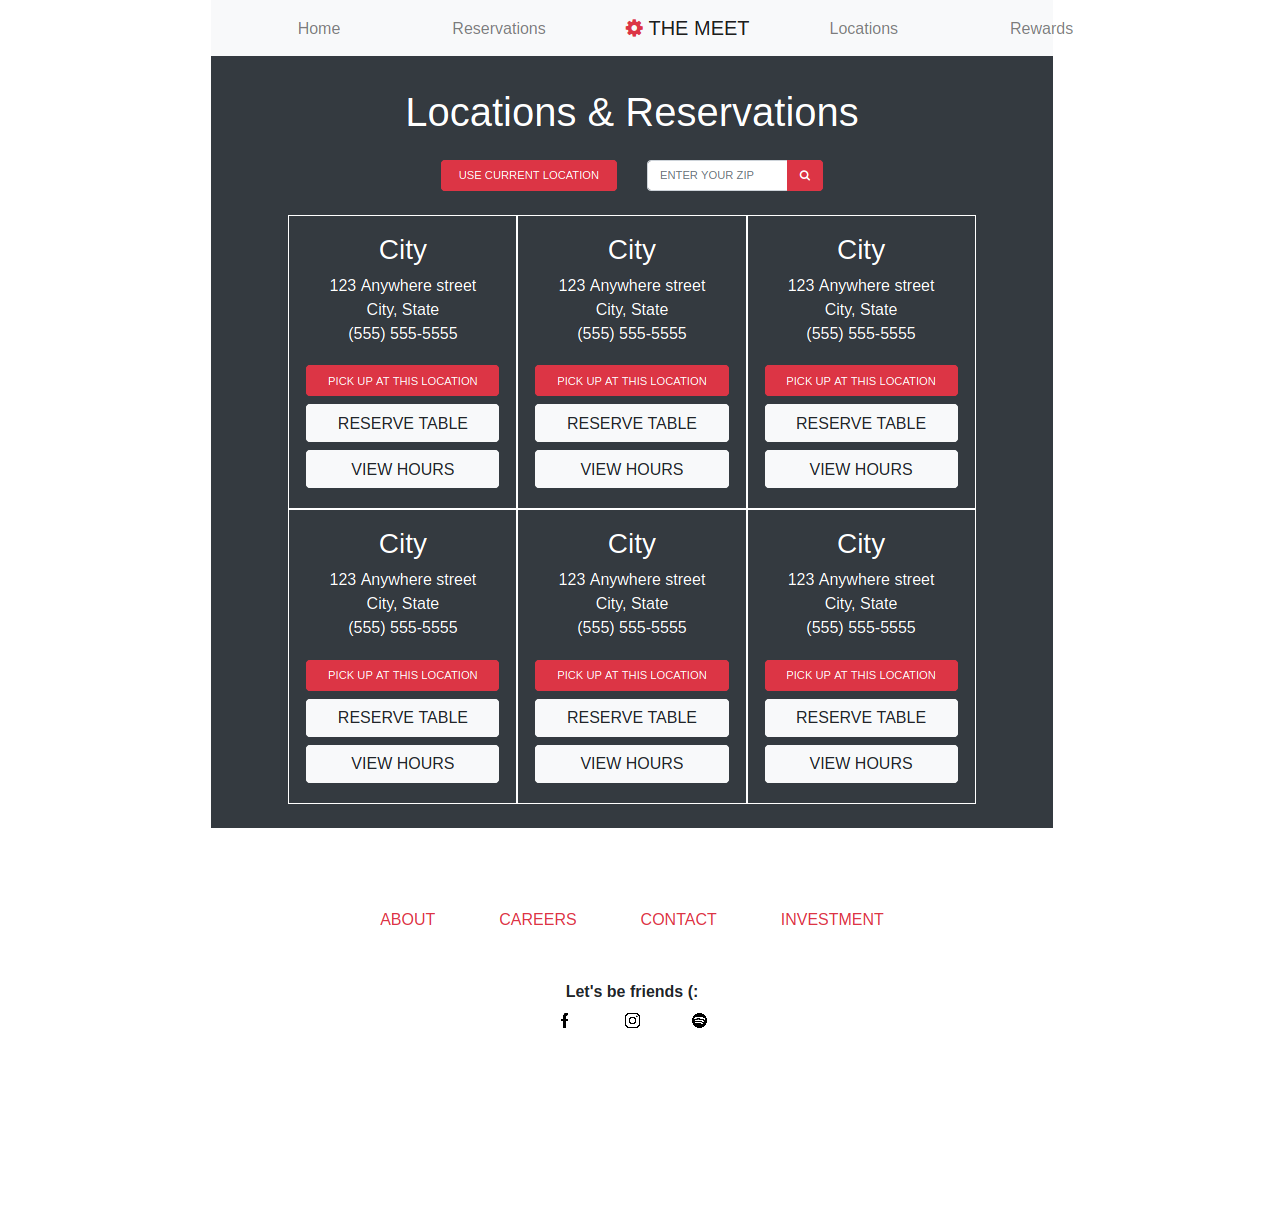 Home Reservations THE MEET Locations Rewards
Locations & Reservations
USE CURRENT LOCATION ENTER YOUR ZIP
City City City
123 Anywhere street 123 Anywhere street 123 Anywhere street
City, State City, State City, State
(555) 555-5555 (555) 555-5555 (555) 555-5555
PICK UP AT THIS LOCATION PICK UP AT THIS LOCATION PICK UP AT THIS LOCATION
RESERVE TABLE RESERVE TABLE RESERVE TABLE
VIEW HOURS VIEW HOURS VIEW HOURS
City City City
123 Anywhere street 123 Anywhere street 123 Anywhere street
City, State City, State City, State
(555) 555-5555 (555) 555-5555 (555) 555-5555
PICK UP AT THIS LOCATION PICK UP AT THIS LOCATION PICK UP AT THIS LOCATION
RESERVE TABLE RESERVE TABLE RESERVE TABLE
VIEW HOURS VIEW HOURS VIEW HOURS
ABOUT CAREERS CONTACT INVESTMENT
Let's be friends (: